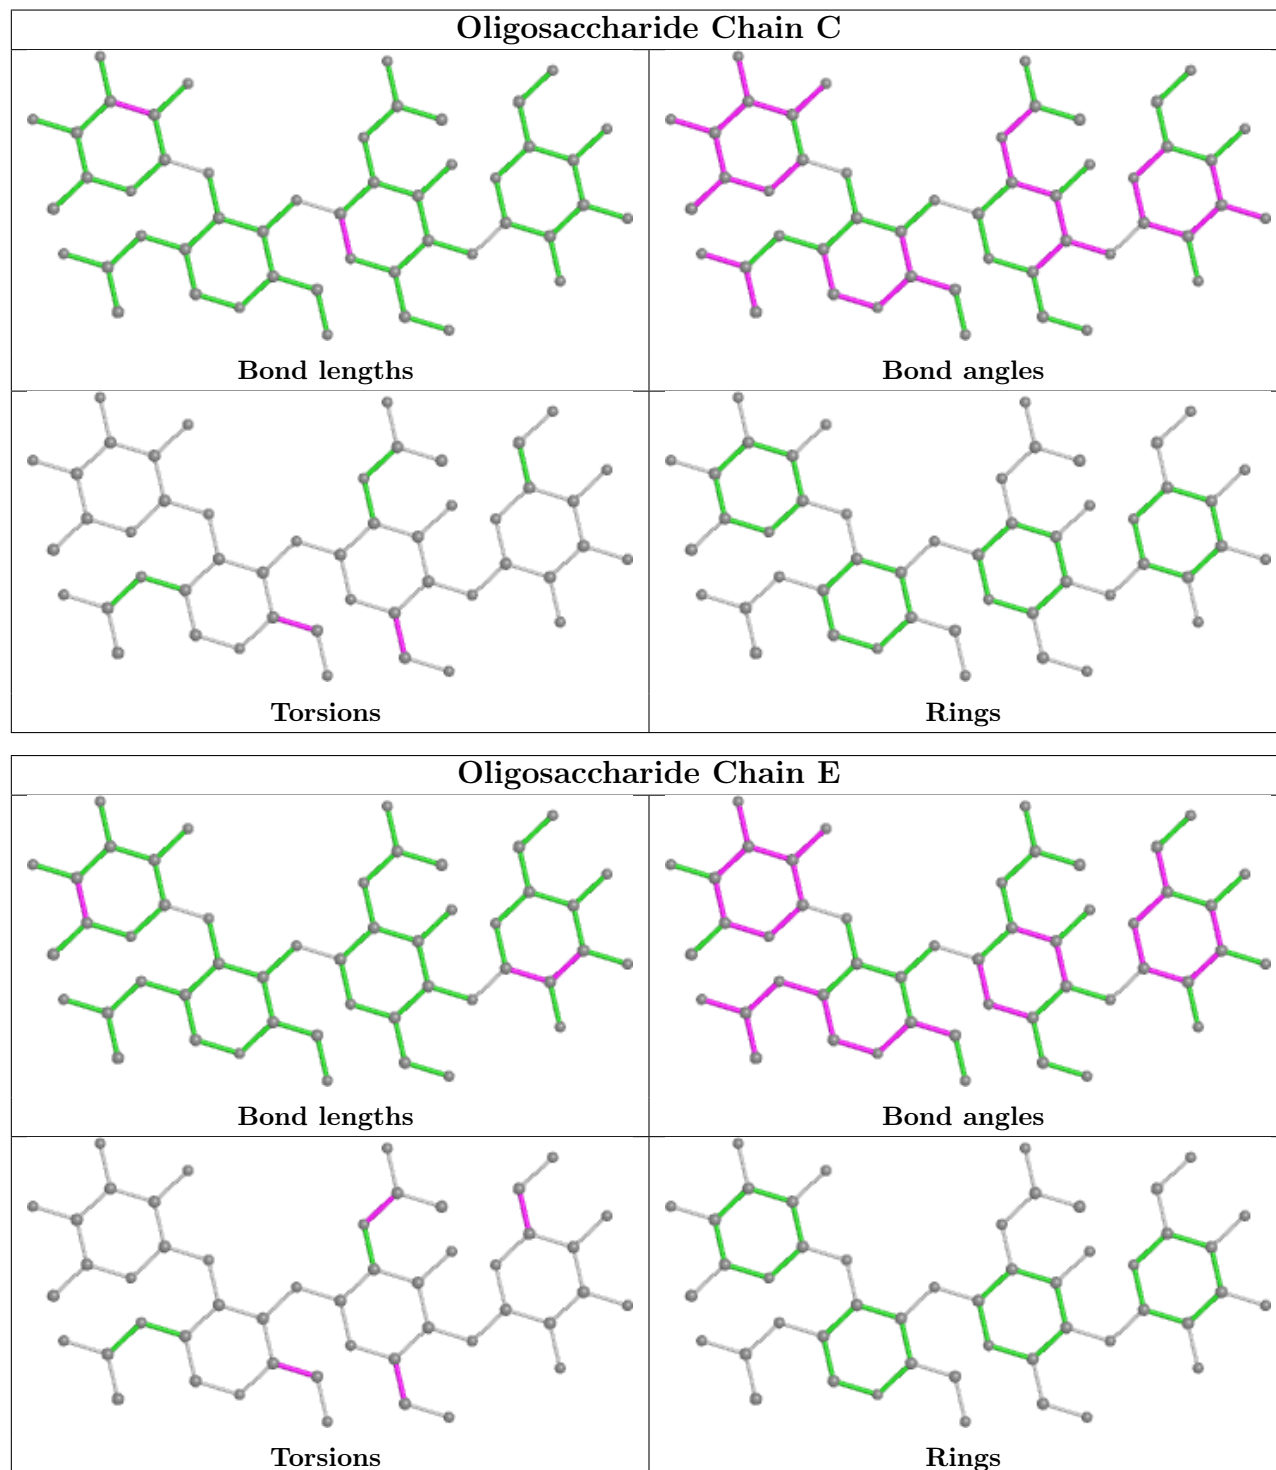 Oligosaccharide Chain C
Bond lengths
Bond angles
Torsions
Rings
Oligosaccharide Chain E
Bond lengths
Bond angles
Torsions
Rings